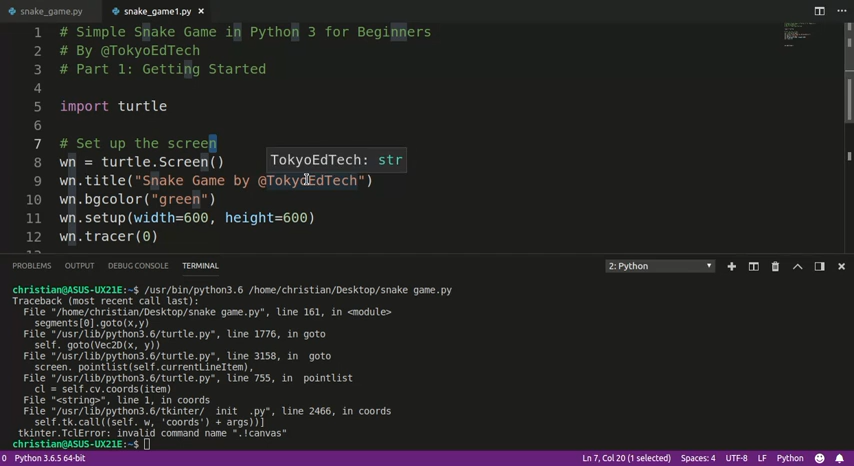 snake_game.py
snake_game1.py
1 # Simple Snake Game in Python 3 for Beginners
2 # By @TokyoEdTech
3 # Part 1: Getting Started
4
5 import turtle
6
7 # Set up the screen
TokyoEdTech: str
8 wn = turtle.Screen()
9 wn.title("Snake Game by @TokyoEdTech")
10 wn.bgcolor("green")
11 wn.setup(width=600, height=600)
12 wn.tracer(0)
PROBLEMS OUTPUT DEBUG CONSOLE TERMINAL 2: Python
christian@ASUS-UX21E:~$ /usr/bin/python3.6 /home/christian/Desktop/snake game.py
Traceback (most recent call last):
File "/home/christian/Desktop/snake game.py", line 161, in <module>
segments[0].goto(x,y)
File "/usr/lib/python3.6/turtle.py", line 1776, in goto
self. goto(Vec2D(x, y))
File "/usr/lib/python3.6/turtle.py", line 3158, in  goto
screen. pointlist(self.currentLineItem),
File "/usr/lib/python3.6/turtle.py", line 755, in  pointlist
cl = self.cv.coords(item)
File "<string>", line 1, in coords
File "/usr/lib/python3.6/tkinter/  init  .py", line 2466, in coords
self.tk.call((self. w, 'coords') + args))]
tkinter.TclError: invalid command name ".!canvas"
christian@ASUS-UX21E:~$
0 Python 3.6.5 64-bit Ln 7, Col 20 (1 selected) Spaces: 4 UTF-8 LF Python